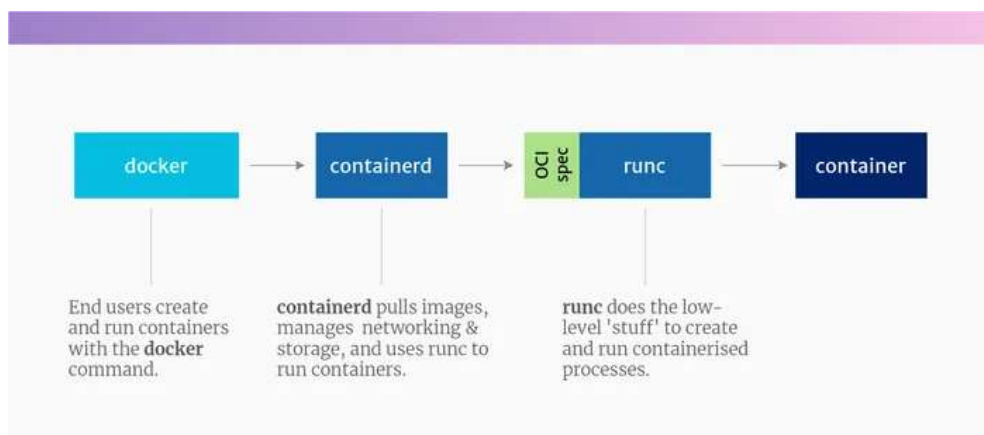 docker
containerd
OCI
spec
runc
container
End users create
and run containers
with the docker
command.
containerd pulls images,
manages networking &
storage, and uses runc to
run containers.
runc does the low-
level 'stuff' to create
and run containerised
processes.